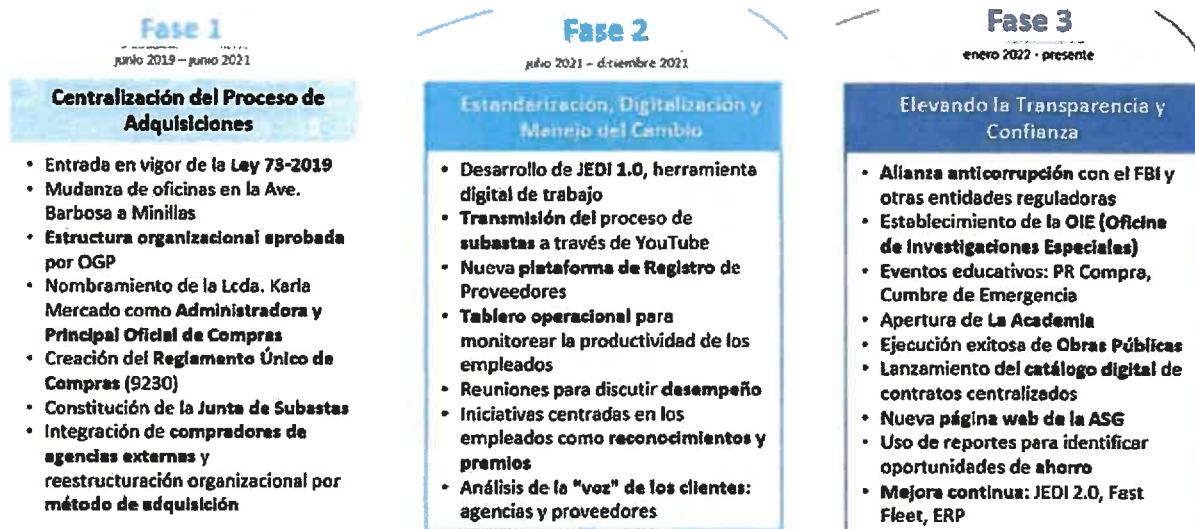 Fase 1
junio 2019 – junio 2021
Centralización del Proceso de
Adquisiciones
• Entrada en vigor de la Ley 73-2019
• Mudanza de oficinas en la Ave.
Barbosa a Minillas
• Estructura organizacional aprobada
por OGP
• Nombramiento de la Lcda. Karla
Mercado como Administradora y
Principal Oficial de Compras
• Creación del Reglamento Único de
Compras (9230)
• Constitución de la Junta de Subastas
• Integración de compradores de
agencias externas y
reestructuración organizacional por
método de adquisición
Fase 2
julio 2021 – diciembre 2021
Estandarización, Digitalización y
Manejo del Cambio
• Desarrollo de JEDI 1.0, herramienta
digital de trabajo
• Transmisión del proceso de
subastas a través de YouTube
• Nueva plataforma de Registro de
Proveedores
• Tablero operacional para
monitorear la productividad de los
empleados
• Reuniones para discutir desempeño
• Iniciativas centradas en los
empleados como reconocimientos y
premios
• Análisis de la "voz" de los clientes:
agencias y proveedores
Fase 3
enero 2022 - presente
Elevando la Transparencia y
Confianza
• Alianza anticorrupción con el FBI y
otras entidades reguladoras
• Establecimiento de la OIE (Oficina
de Investigaciones Especiales)
• Eventos educativos: PR Compra,
Cumbre de Emergencia
• Apertura de La Academia
• Ejecución exitosa de Obras Públicas
• Lanzamiento del catálogo digital de
contratos centralizados
• Nueva página web de la ASG
• Uso de reportes para identificar
oportunidades de ahorro
• Mejora continua: JEDI 2.0, Fast
Fleet, ERP